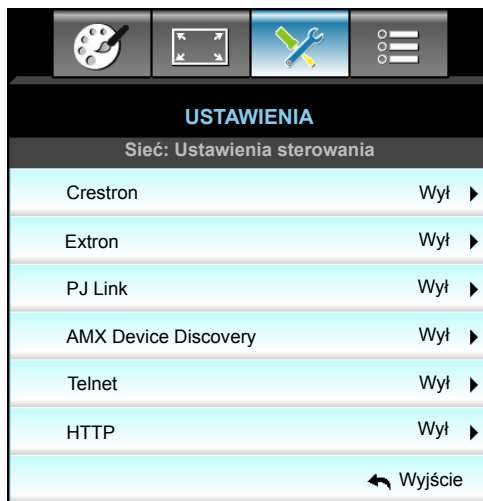 USTAWIENIA
Sieć: Ustawienia sterowania
Crestron Wył
Extron Wył
PJ Link Wył
AMX Device Discovery Wył
Telnet Wył
HTTP Wył
Wyjście